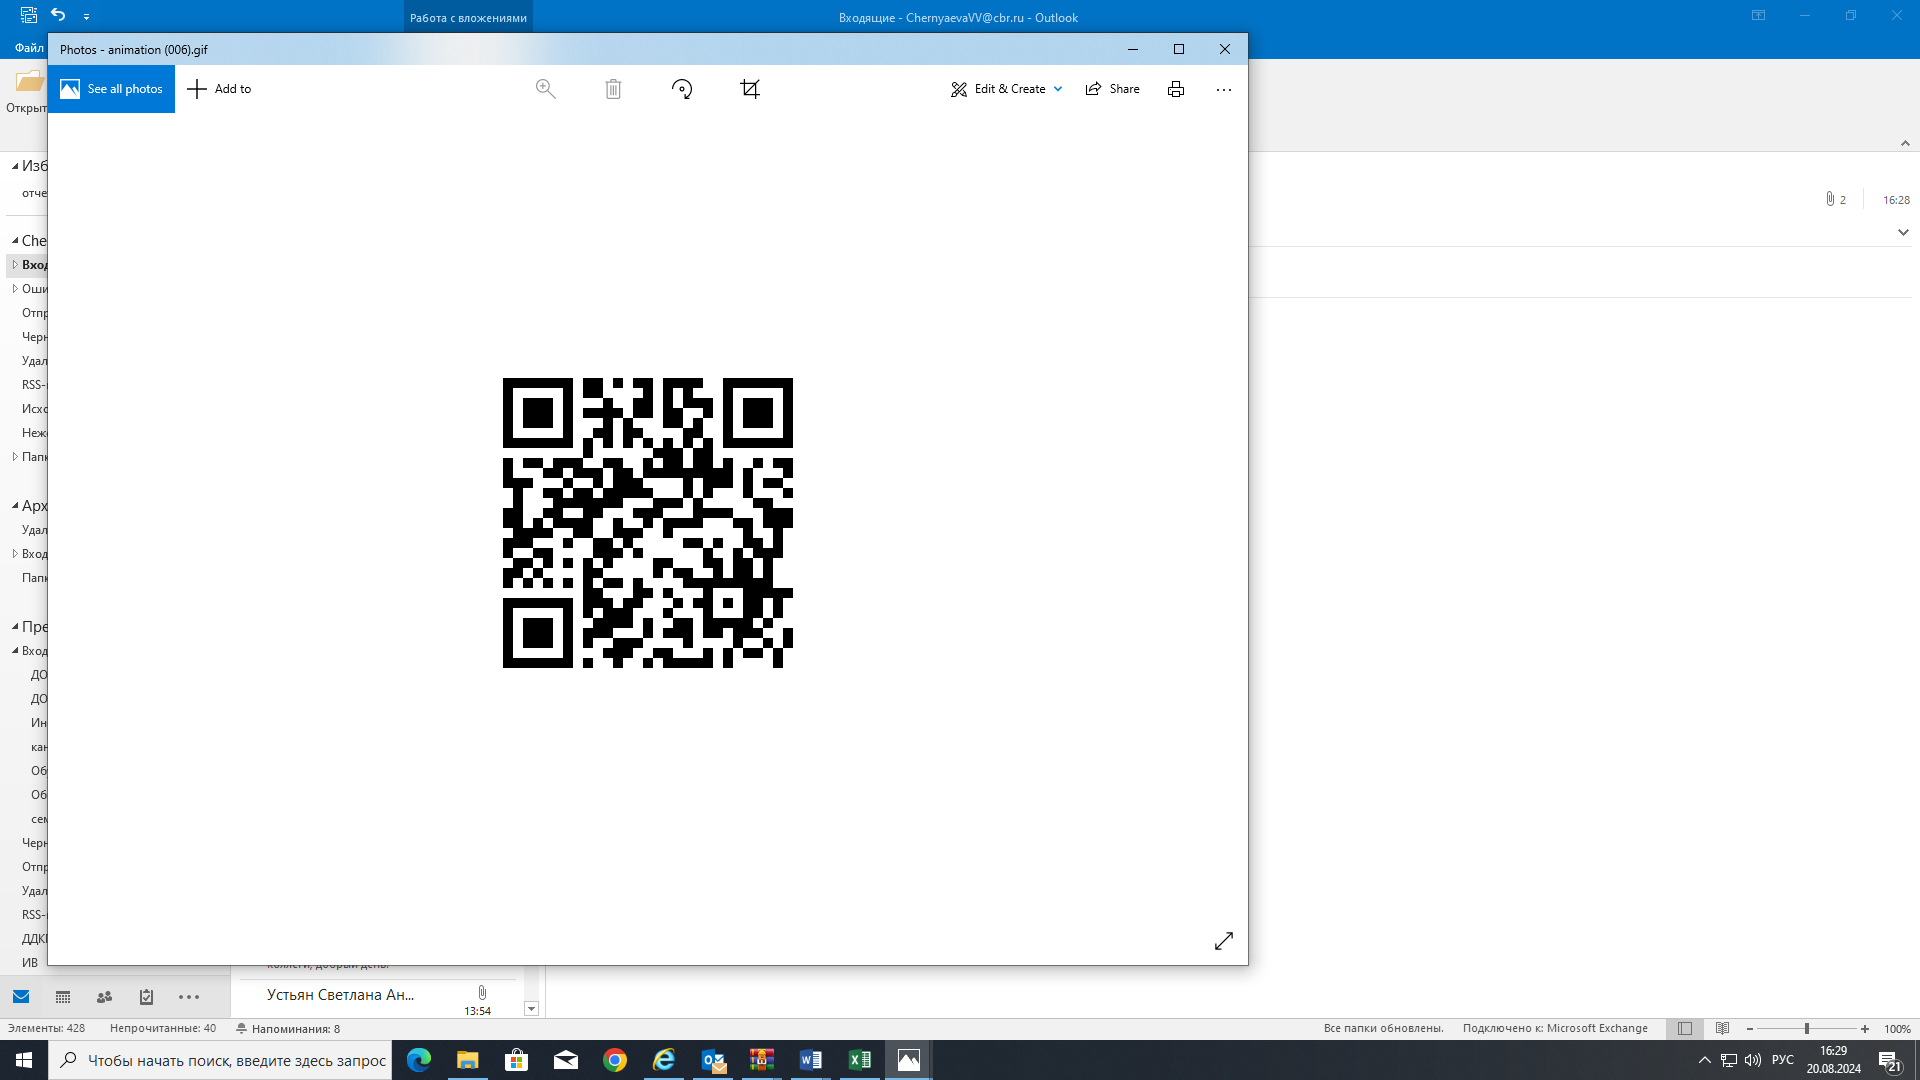 Работа с вложениями
Входящие - ChernyaevaVV@cbr.ru - Outlook
Файл
Photos - animation (006).gif
See all photos
Add to
Edit & Create
Share
Открыт
Изб
отче
2
16:28
Che
Вход
Оши
Отпр
Черн
Удал
RSS-
Исхо
Неже
Папк
Арх
Удал
Вход
Папк
Пре
Вход
ДО
ДО
Ин
кан
Об
Об
сем
Черн
Отпр
Удал
RSS-
ДДК
ИВ
коллеги, добрый день!
Устьян Светлана Ан...
13:54
Элементы: 428
Непрочитанные: 40
Напоминания: 8
Все папки обновлены.
Подключено к: Microsoft Exchange
100%
Чтобы начать поиск, введите здесь запрос
РУС
16:29
20.08.2024
21